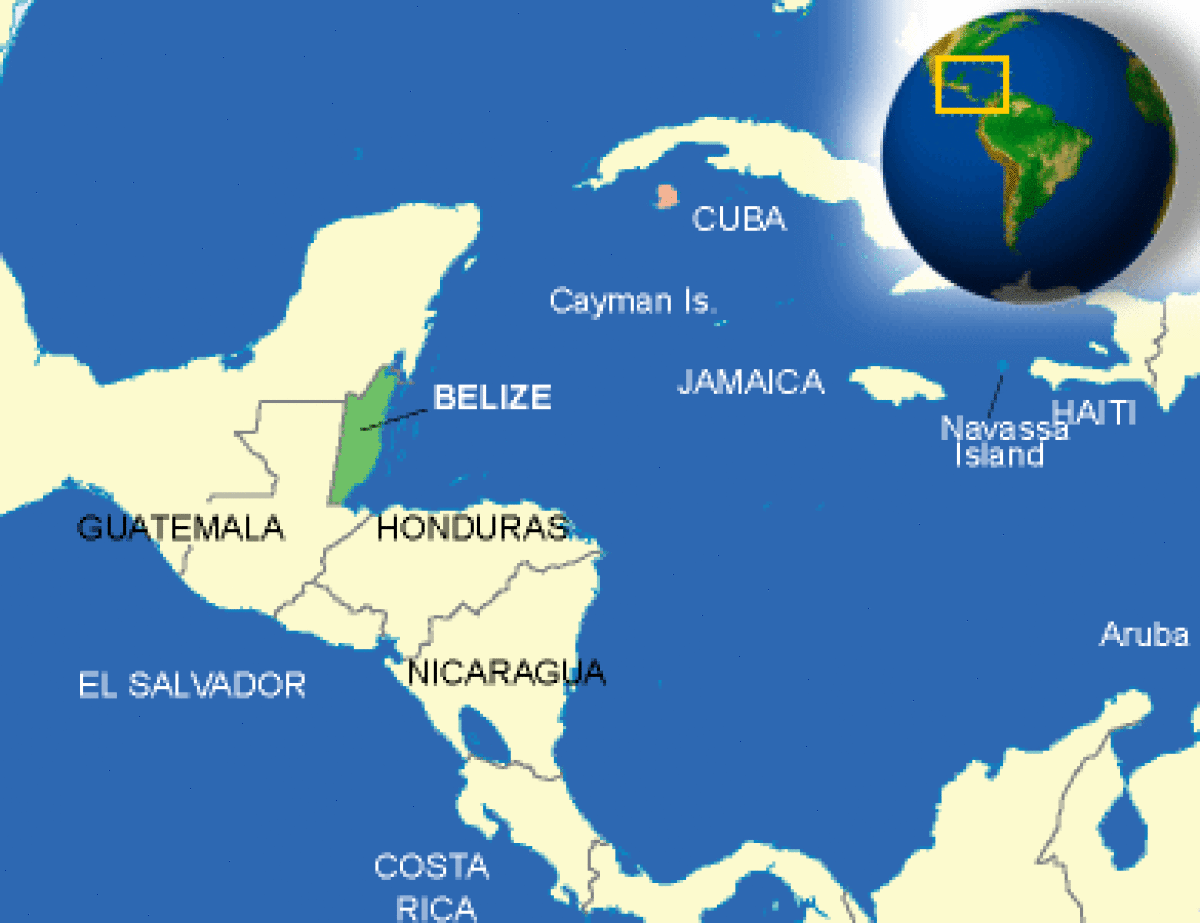 CUBA
Cayman Is.
JAMAICA
BELIZE
HAITI
Navassa
Island
GUATEMALA
HONDURAS
Aruba
NICARAGUA
EL SALVADOR
COSTA
RICA